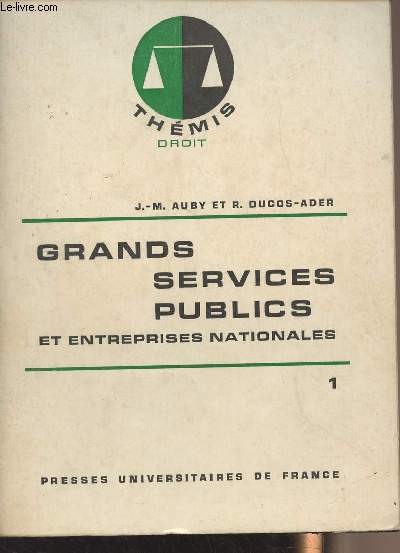 Le-livre.com
THÉMIS
DROIT
J.-M. AUBY ET R. DUCOS-ADER
GRANDS
SERVICES
PUBLICS
ET ENTREPRISES NATIONALES
1
PRESSES UNIVERSITAIRES DE FRANCE